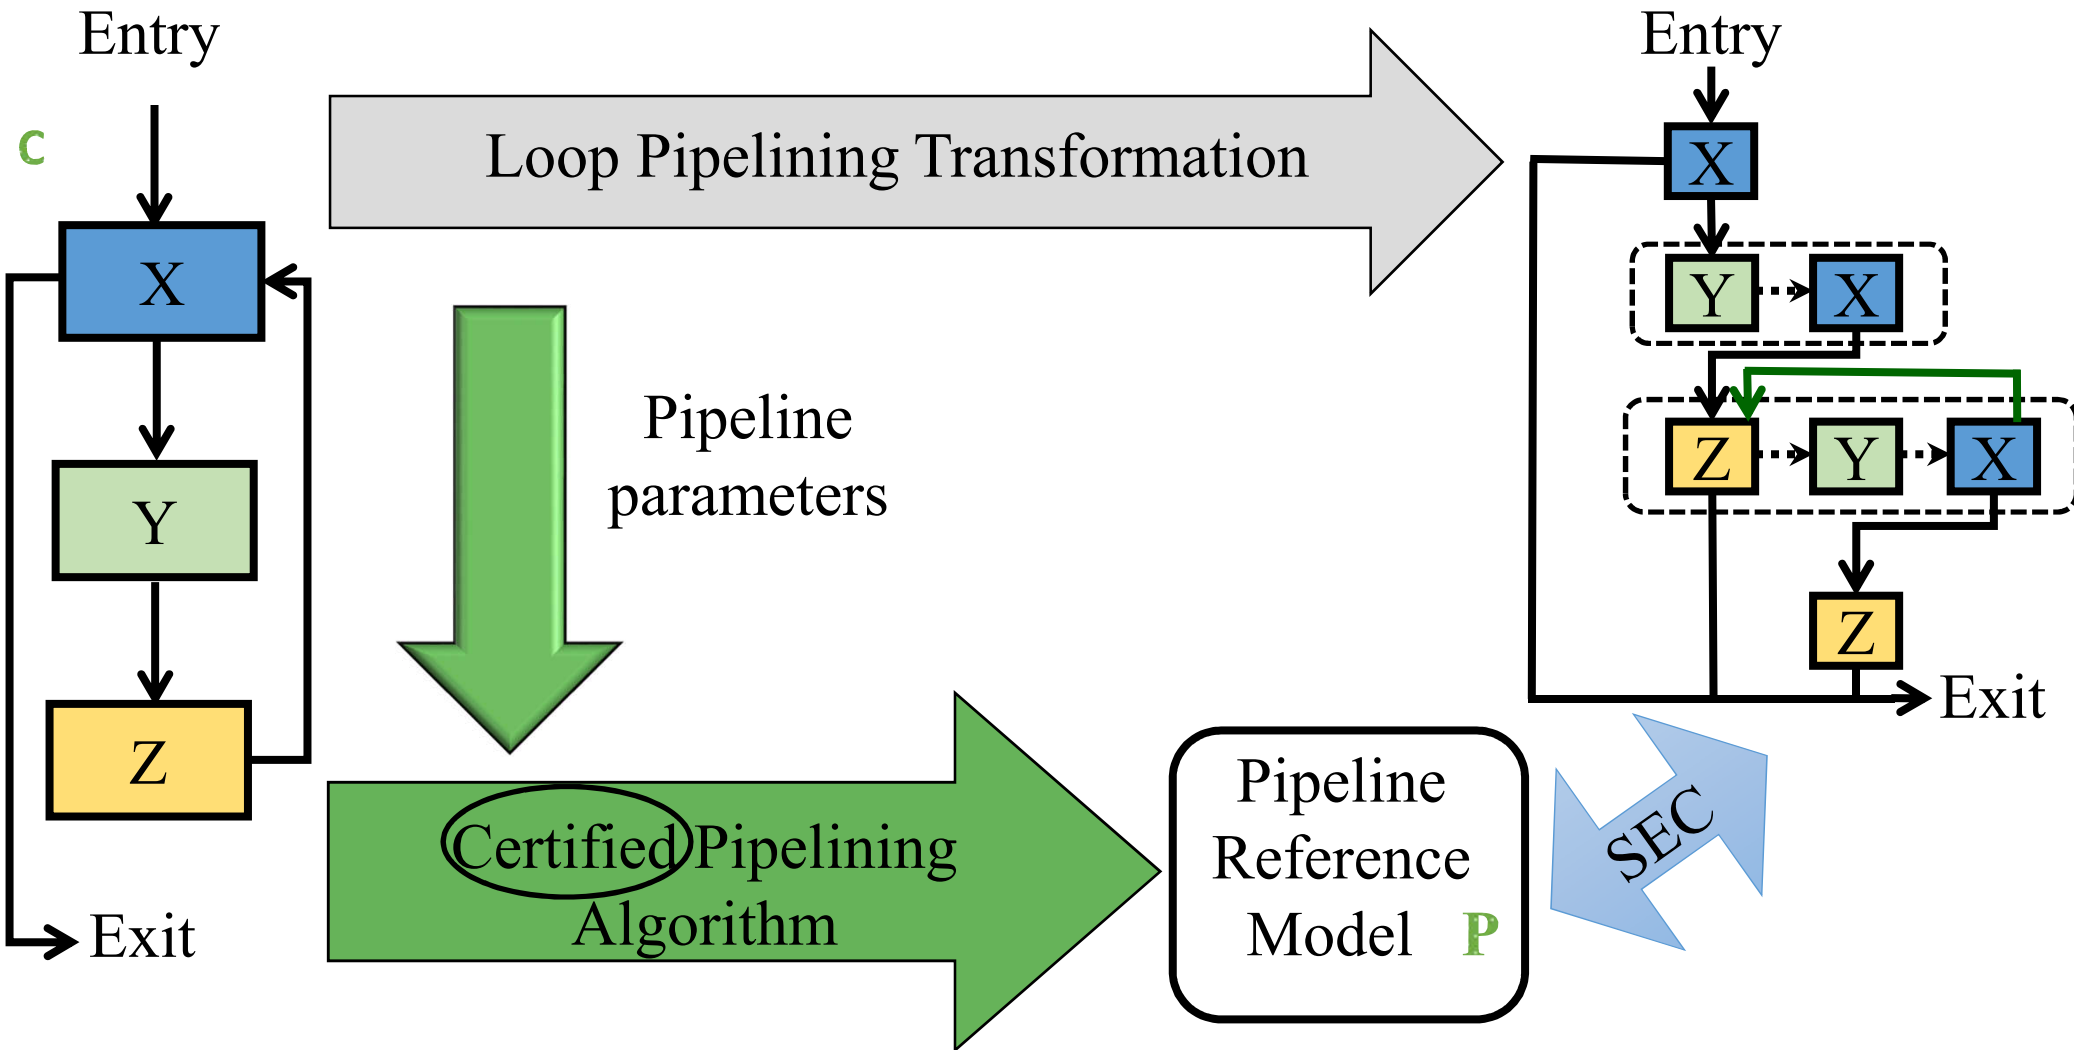 Entry
C
X
Y
Z
Exit
Loop Pipelining Transformation
Pipeline
parameters
Certified Pipelining
Algorithm
Pipeline
Reference
Model P
SEC
Entry
X
Y X
Z Y X
Z
Exit